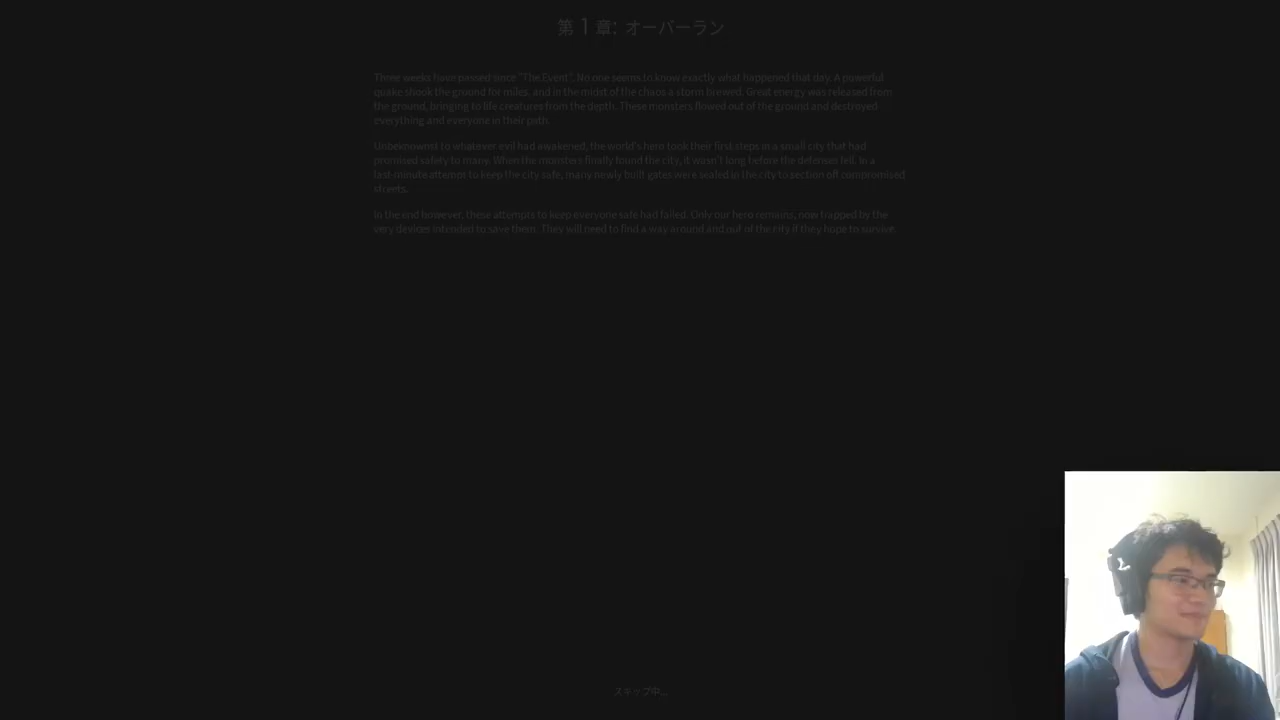 第 1 章: オーバーラン
Three weeks have passed since "The Event". No one seems to know exactly what happened that day. A powerful
quake shook the ground for miles, and in the midst of the chaos a storm brewed. Great energy was released from
the ground, bringing to life creatures from the depth. These monsters flowed out of the ground and destroyed
everything and everyone in their path.
Unbeknownst to whatever evil had awakened, the world's hero took their first steps in a small city that had
promised safety to many. When the monsters finally found the city, it wasn't long before the defenses fell. In a
last-minute attempt to keep the city safe, many newly built gates were sealed in the city to section off compromised
streets.
In the end however, these attempts to keep everyone safe had failed. Only our hero remains, now trapped by the
very devices intended to save them. They will need to find a way around and out of the city if they hope to survive.
スキップ中...